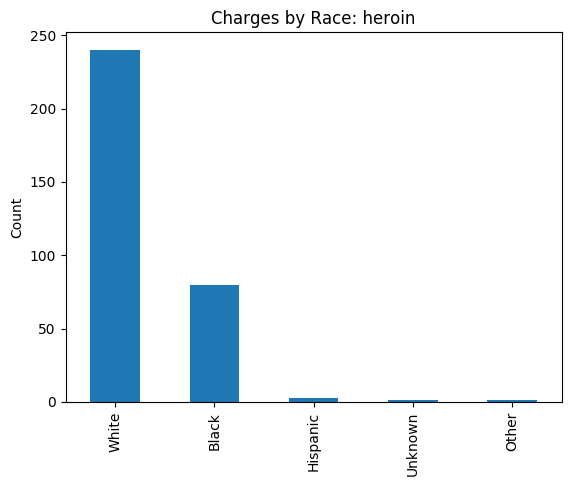 Charges by Race: heroin
250
200
150
100
50
0
Count
White
Black
Hispanic
Unknown
Other